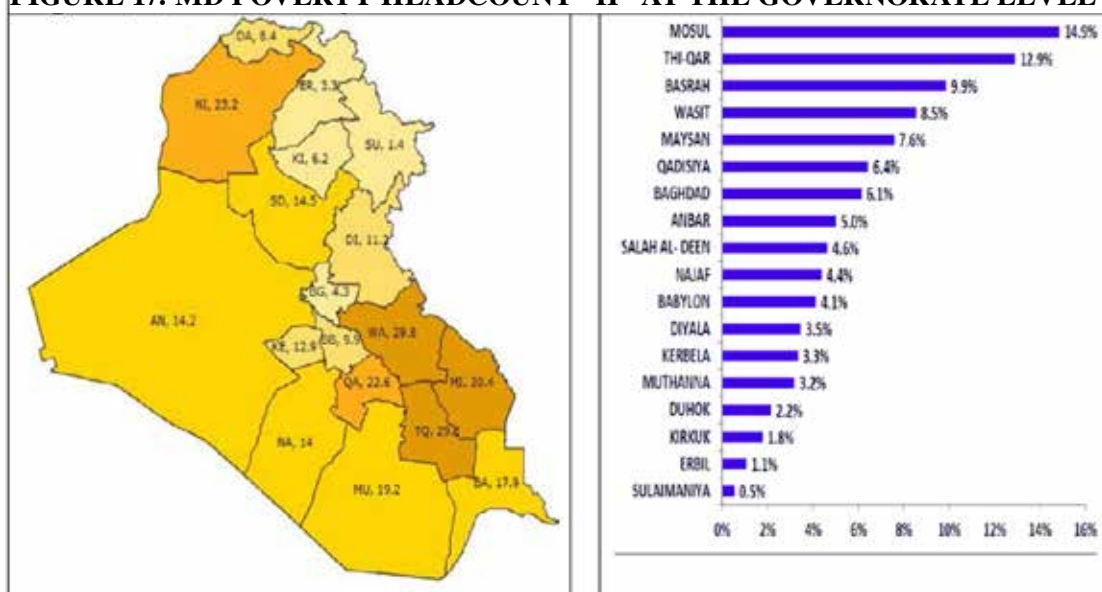 FIGURE 17: MD POVERTY HEADCOUNT "H" AT THE GOVERNORATE LEVEL
DA, 8.4
NI, 23.2
ER, 3.3
KI, 6.2
SU, 1.4
SD, 14.5
DI, 11.2
BG, 4.3
AN, 14.2
WA, 29.8
KE, 12.9
BB, 9.9
QA, 22.6
NA, 14
MU, 19.2
BA, 17.9
MOSUL 14.9%
THI-QAR 12.9%
BASRAH 9.9%
WASIT 8.5%
MAYSAN 7.6%
QADISIYA 6.4%
BAGHDAD 6.1%
ANBAR 5.0%
SALAH AL- DEEN 4.6%
NAJAF 4.4%
BABYLON 4.1%
DIYALA 3.5%
KERBELA 3.3%
MUTHANNA 3.2%
DUHOK 2.2%
KIRKUK 1.8%
ERBIL 1.1%
SULAIMANIYA 0.5%
0% 2% 4% 6% 8% 10% 12% 14% 16%